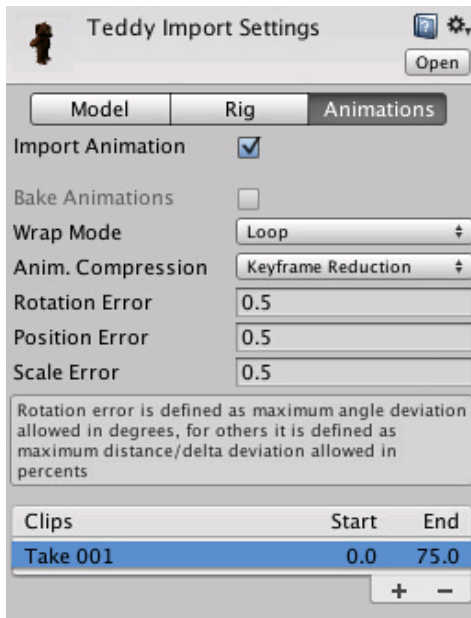 Teddy Import Settings
Open
Model Rig Animations
Import Animation
Bake Animations
Wrap Mode Loop
Anim. Compression Keyframe Reduction
Rotation Error 0.5
Position Error 0.5
Scale Error 0.5
Rotation error is defined as maximum angle deviation
allowed in degrees, for others it is defined as
maximum distance/delta deviation allowed in
percents
Clips Start End
Take 001 0.0 75.0
+ −